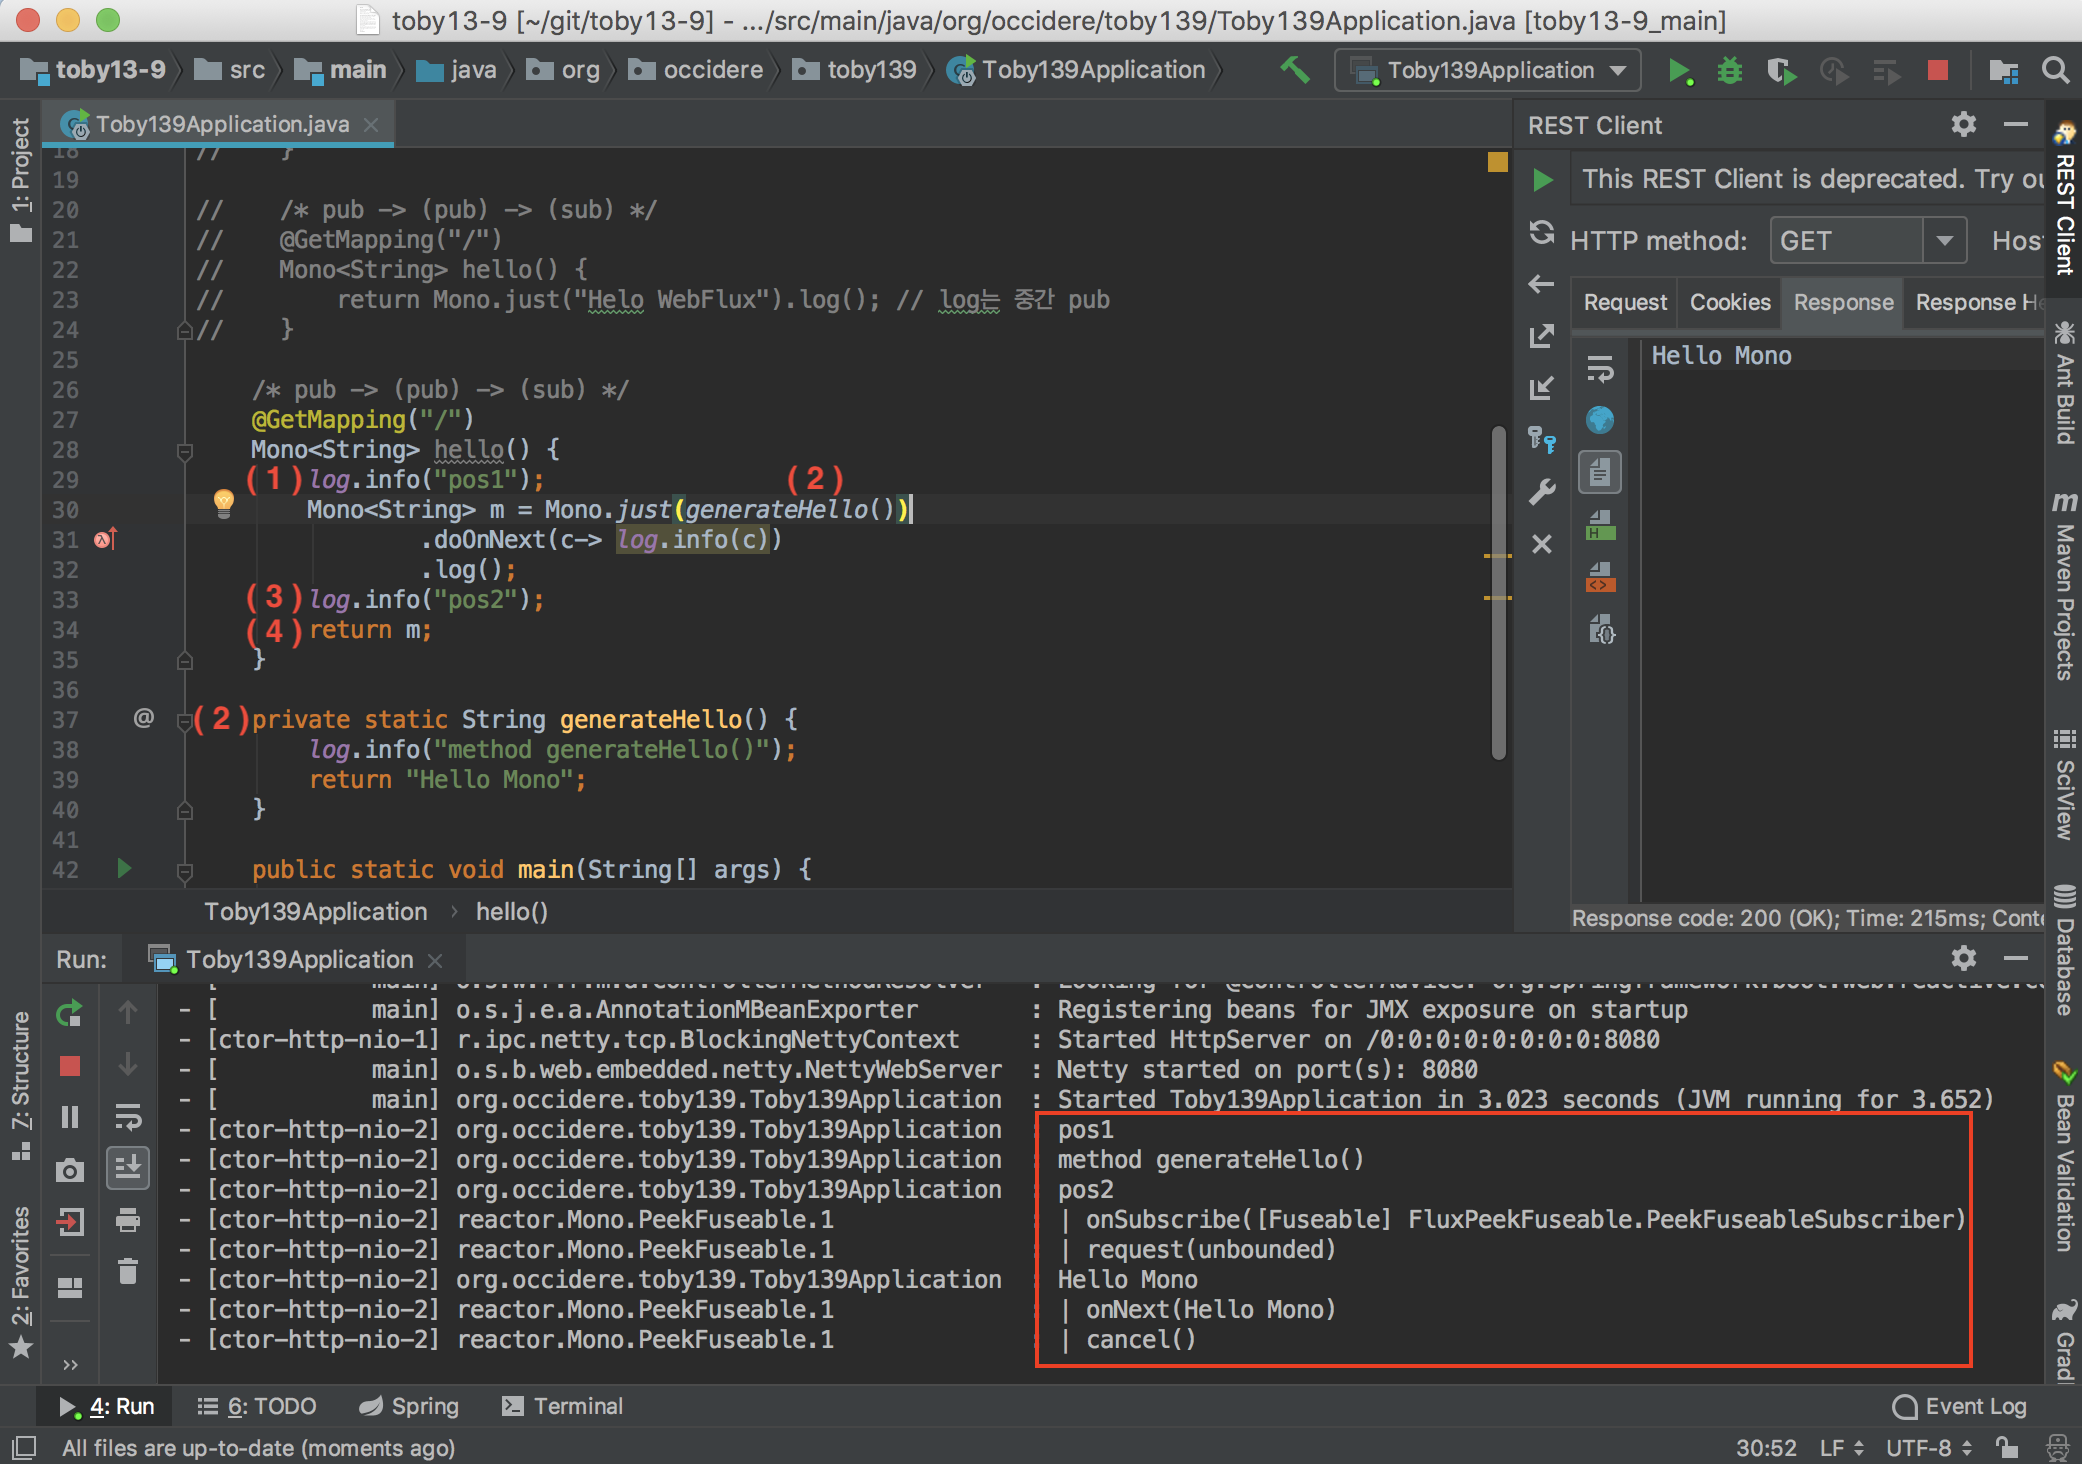 toby13-9 [~/git/toby13-9] - .../src/main/java/org/occidere/toby139/Toby139Application.java [toby13-9_main]
toby13-9 src main java org occidere toby139 Toby139Application
Toby139Application
1: Project
Toby139Application.java
18 // }
19
20 // /* pub -> (pub) -> (sub) */
21 // @GetMapping("/")
22 // Mono<String> hello() {
23 // return Mono.just("Helo WebFlux").log(); // log는 중간 pub
24 // }
25
26 /* pub -> (pub) -> (sub) */
27 @GetMapping("/")
28 Mono<String> hello() {
29 (1) log.info("pos1"); (2)
30 Mono<String> m = Mono.just(generateHello())
31 .doOnNext(c-> log.info(c))
32 .log();
33 (3) log.info("pos2");
34 (4) return m;
35 }
36
37 @ (2) private static String generateHello() {
38 log.info("method generateHello()");
39 return "Hello Mono";
40 }
41
42 public static void main(String[] args) {
Toby139Application › hello()
REST Client
This REST Client is deprecated. Try
HTTP method: GET
Request Cookies Response Response
Hello Mono
Response code: 200 (OK); Time: 215ms;
REST Client
Ant Build
m Maven Projects
SciView
Database
Bean Validation
Run: Toby139Application
- [ main] o.s.j.e.a.AnnotationMBeanExporter : Registering beans for JMX exposure on startup
- [ctor-http-nio-1] r.ipc.netty.tcp.BlockingNettyContext : Started HttpServer on /0:0:0:0:0:0:0:0:8080
- [ main] o.s.b.web.embedded.netty.NettyWebServer : Netty started on port(s): 8080
- [ main] org.occidere.toby139.Toby139Application : Started Toby139Application in 3.023 seconds (JVM running for 3.652)
- [ctor-http-nio-2] org.occidere.toby139.Toby139Application : pos1
- [ctor-http-nio-2] org.occidere.toby139.Toby139Application : method generateHello()
- [ctor-http-nio-2] org.occidere.toby139.Toby139Application : pos2
- [ctor-http-nio-2] reactor.Mono.PeekFuseable.1 : | onSubscribe([Fuseable] FluxPeekFuseable.PeekFuseableSubscriber)
- [ctor-http-nio-2] reactor.Mono.PeekFuseable.1 : | request(unbounded)
- [ctor-http-nio-2] org.occidere.toby139.Toby139Application : Hello Mono
- [ctor-http-nio-2] reactor.Mono.PeekFuseable.1 : | onNext(Hello Mono)
- [ctor-http-nio-2] reactor.Mono.PeekFuseable.1 : | cancel()
7: Structure
2: Favorites
4: Run 6: TODO Spring Terminal Event Log
All files are up-to-date (moments ago) 30:52 LF UTF-8